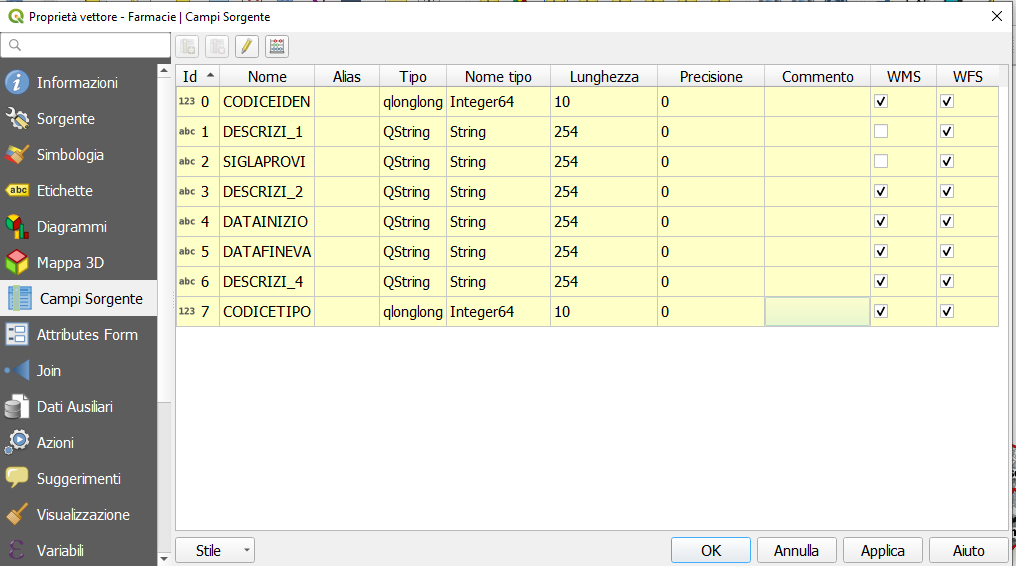 Proprietà vettore - Farmacie | Campi Sorgente
Id Nome Alias Tipo Nome tipo Lunghezza Precisione Commento WMS WFS
123 0 CODICEIDEN qlonglong Integer64 10 0
abc 1 DESCRIZI_1 QString String 254 0
abc 2 SIGLAPROVI QString String 254 0
abc 3 DESCRIZI_2 QString String 254 0
abc 4 DATAINIZIO QString String 254 0
abc 5 DATAFINEVA QString String 254 0
abc 6 DESCRIZI_4 QString String 254 0
123 7 CODICETIPO qlonglong Integer64 10 0
Informazioni
Sorgente
Simbologia
abc Etichette
Diagrammi
Mappa 3D
Campi Sorgente
Attributes Form
Join
Dati Ausiliari
Azioni
Suggerimenti
Visualizzazione
Variabili
Stile OK Annulla Applica Aiuto